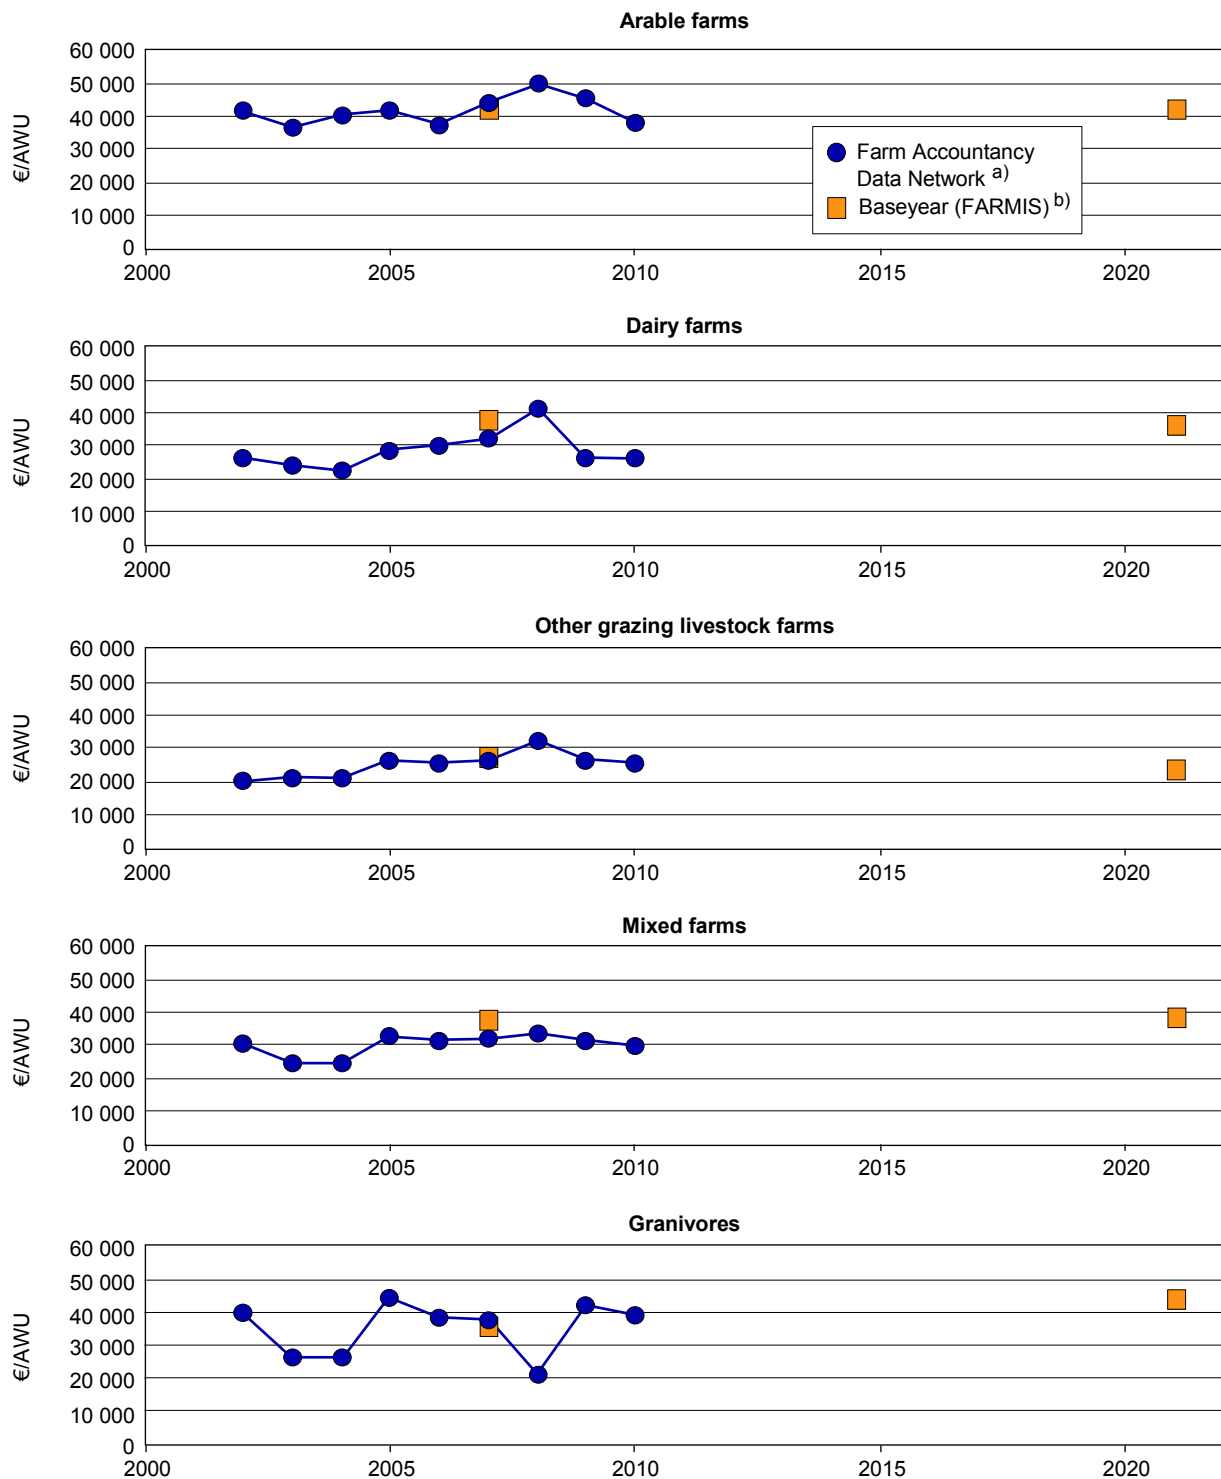 Arable farms
60 000
50 000
40 000
30 000
20 000
10 000
0
€/AWU
2000 2005 2010 2015 2020
Farm Accountancy
Data Network a)
Baseyear (FARMIS) b)
Dairy farms
60 000
50 000
40 000
30 000
20 000
10 000
0
€/AWU
2000 2005 2010 2015 2020
Other grazing livestock farms
60 000
50 000
40 000
30 000
20 000
10 000
0
€/AWU
2000 2005 2010 2015 2020
Mixed farms
60 000
50 000
40 000
30 000
20 000
10 000
0
€/AWU
2000 2005 2010 2015 2020
Granivores
60 000
50 000
40 000
30 000
20 000
10 000
0
€/AWU
2000 2005 2010 2015 2020